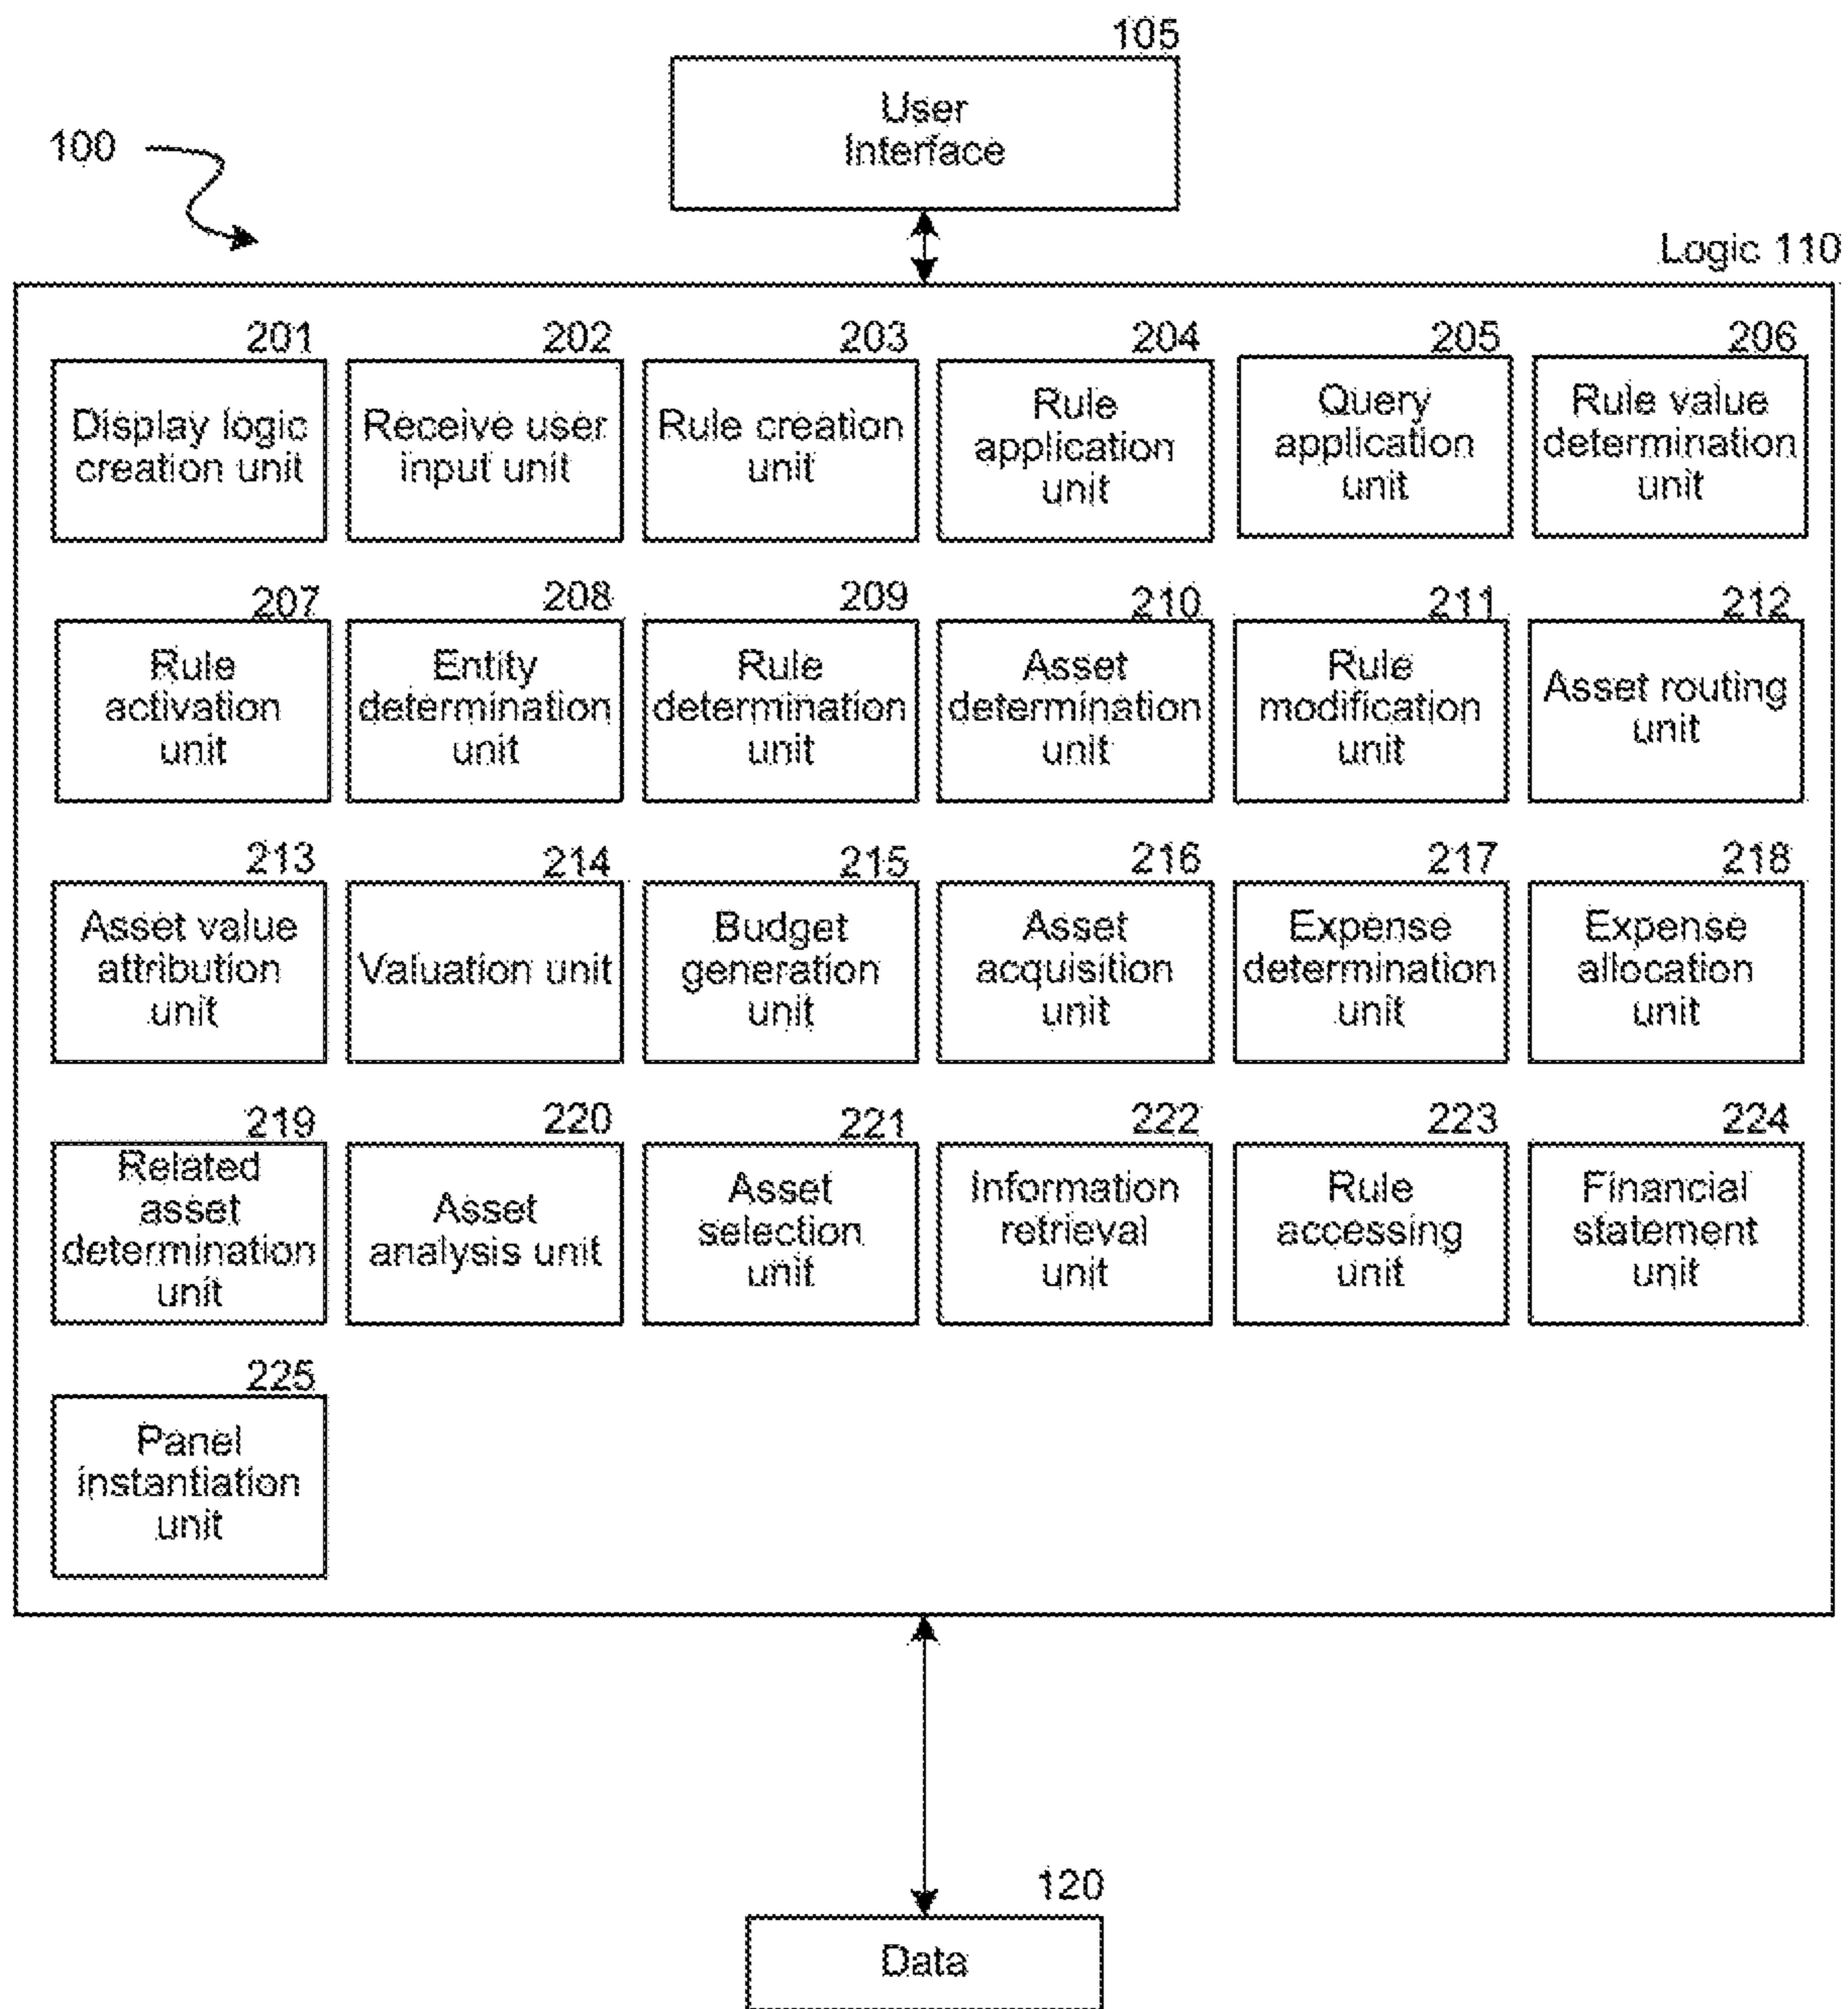 105
User
Interface
100
Logic 110
201
Display logic
creation unit
202
Receive user
input unit
203
Rule creation
unit
204
Rule
application
unit
205
Query
application
unit
206
Rule value
determination
unit
207
Rule
activation
unit
208
Entity
determination
unit
209
Rule
determination
unit
210
Asset
determination
unit
211
Rule
modification
unit
212
Asset routing
unit
213
Asset value
attribution
unit
214
Valuation unit
215
Budget
generation
unit
216
Asset
acquisition
unit
217
Expense
determination
unit
218
Expense
allocation
unit
219
Related
asset
determination
unit
220
Asset
analysis unit
221
Asset
selection
unit
222
Information
retrieval
unit
223
Rule
accessing
unit
224
Financial
statement
unit
225
Panel
instantiation
unit
120
Data